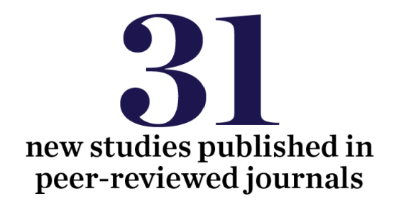 31
new studies published in
peer-reviewed journals